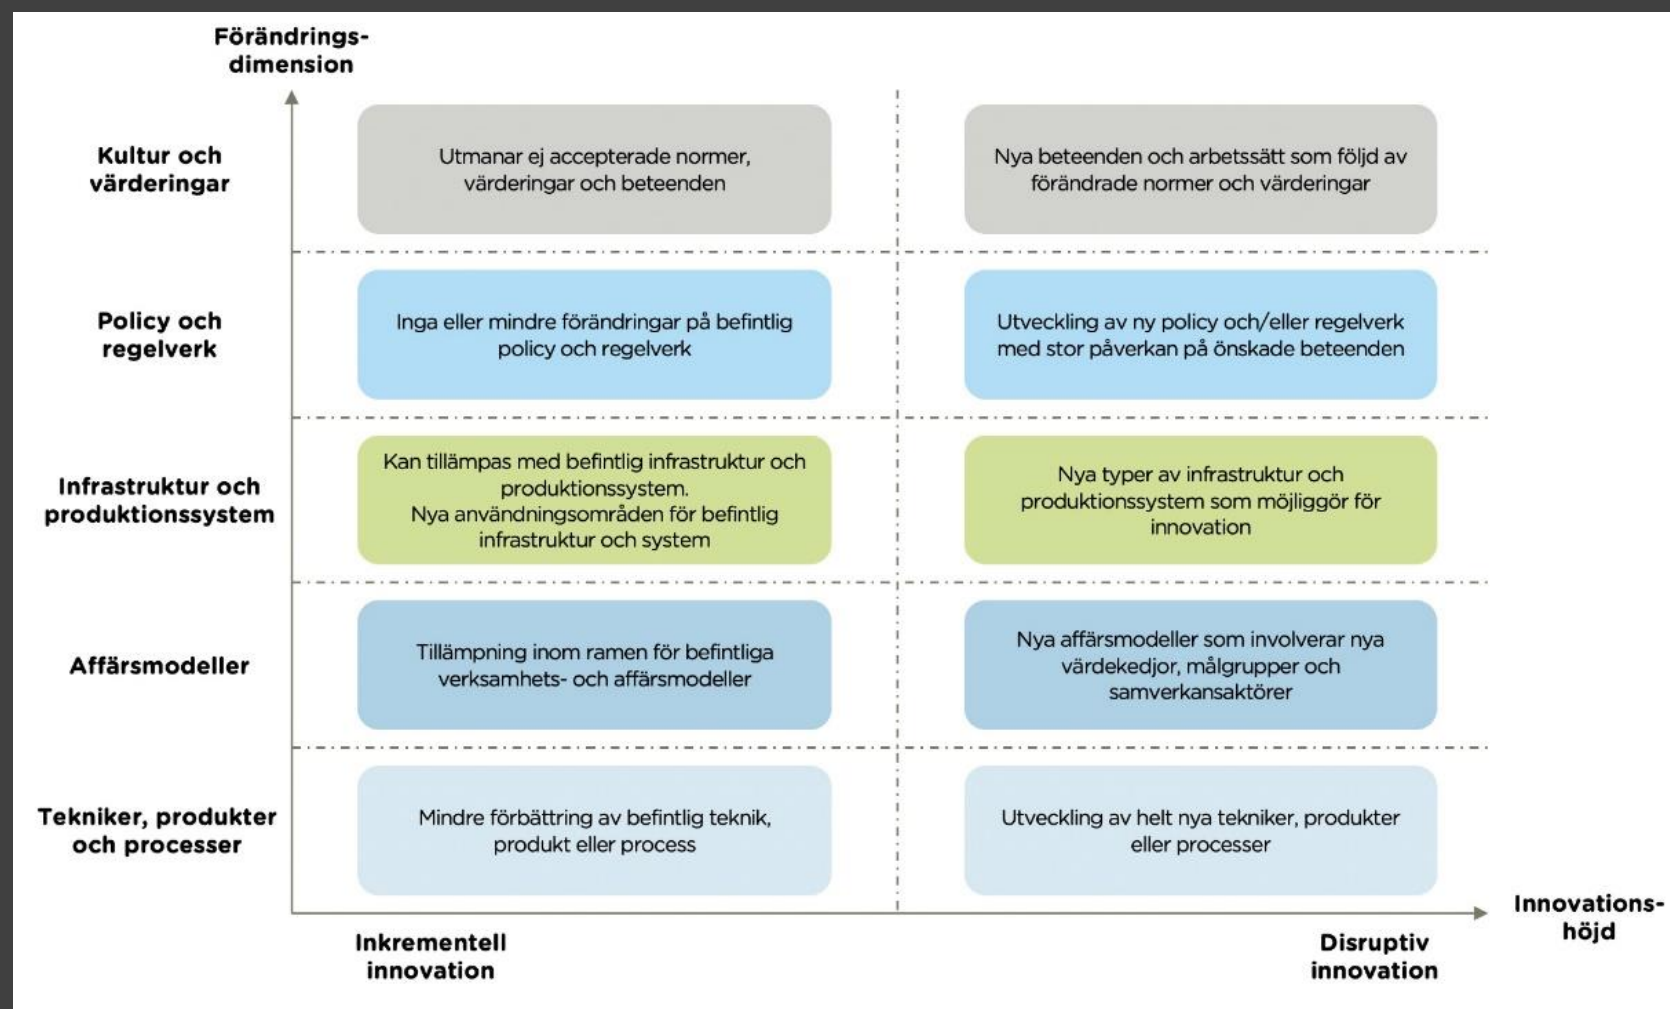 Förändrings-
dimension
Kultur och
värderingar
Utmanar ej accepterade normer,
värderingar och beteenden
Nya beteenden och arbetssätt som följd av
förändrade normer och värderingar
Policy och
regelverk
Inga eller mindre förändringar på befintlig
policy och regelverk
Utveckling av ny policy och/eller regelverk
med stor påverkan på önskade beteenden
Infrastruktur och
produktionssystem
Kan tillämpas med befintlig infrastruktur och
produktionssystem.
Nya användningsområden för befintlig
infrastruktur och system
Nya typer av infrastruktur och
produktionssystem som möjliggör för
innovation
Affärsmodeller
Tillämpning inom ramen för befintliga
verksamhets- och affärsmodeller
Nya affärsmodeller som involverar nya
värdekedjor, målgrupper och
samverkansaktörer
Tekniker, produkter
och processer
Mindre förbättring av befintlig teknik,
produkt eller process
Utveckling av helt nya tekniker, produkter
eller processer
Innovations-
höjd
Inkrementell
innovation
Disruptiv
innovation